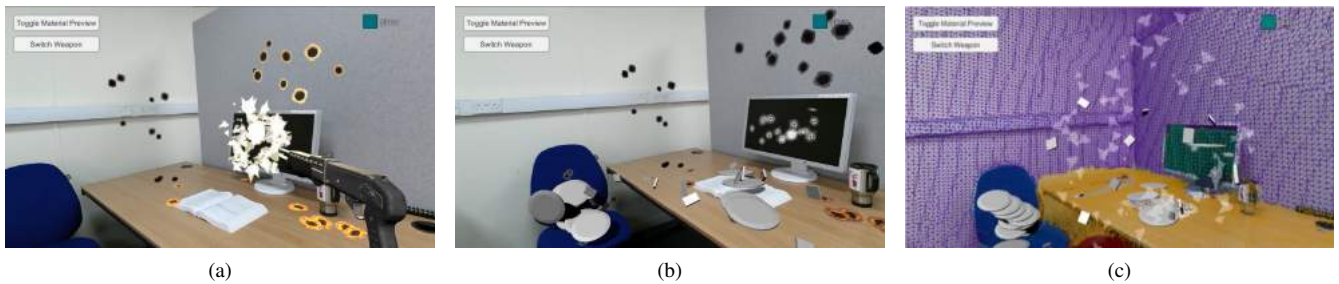 Toggle Material Preview
Switch Weapon
Toggle Material Preview
Switch Weapon
Toggle Material Preview
Switch Weapon
(a)
(b)
(c)